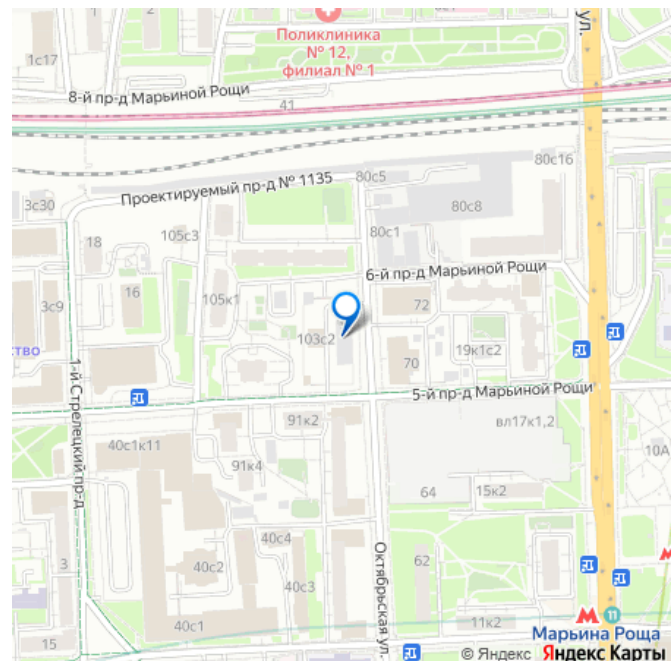 1с17
Поликлиника
№ 12,
филиал № 1
ул.
8-й пр-д Марьиной Рощи
41
Проектируемый пр-д № 1135
80с5
80с16
3с30
105с3
80с8
18
80с1
6-й пр-д Марьиной Рощи
16
105к1
72
3с9
103с2
ство
19к1с2
70
1-й Стрелецкий пр-д
5-й пр-д Марьиной Рощи
91к2
вл17к1,2
40с1к11
10А
91к4
64
15к2
40с4
62
3
40с2
40с3
Октябрьская ул.
11
11к2
40с1
15
Марьина Роща
© Яндекс Яндекс Карты